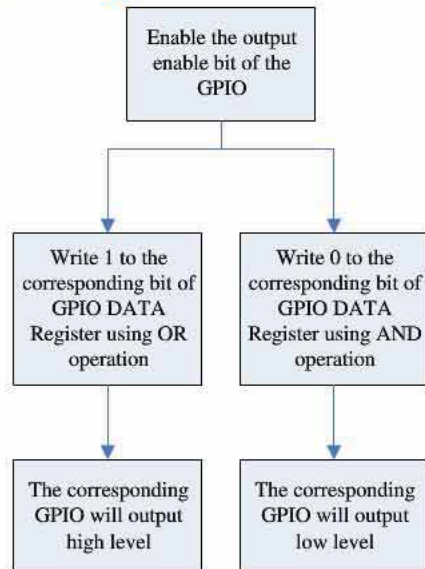 Enable the output
enable bit of the
GPIO
Write 1 to the
corresponding bit of
GPIO DATA
Register using OR
operation
Write 0 to the
corresponding bit of
GPIO DATA
Register using AND
operation
The corresponding
GPIO will output
high level
The corresponding
GPIO will output
low level